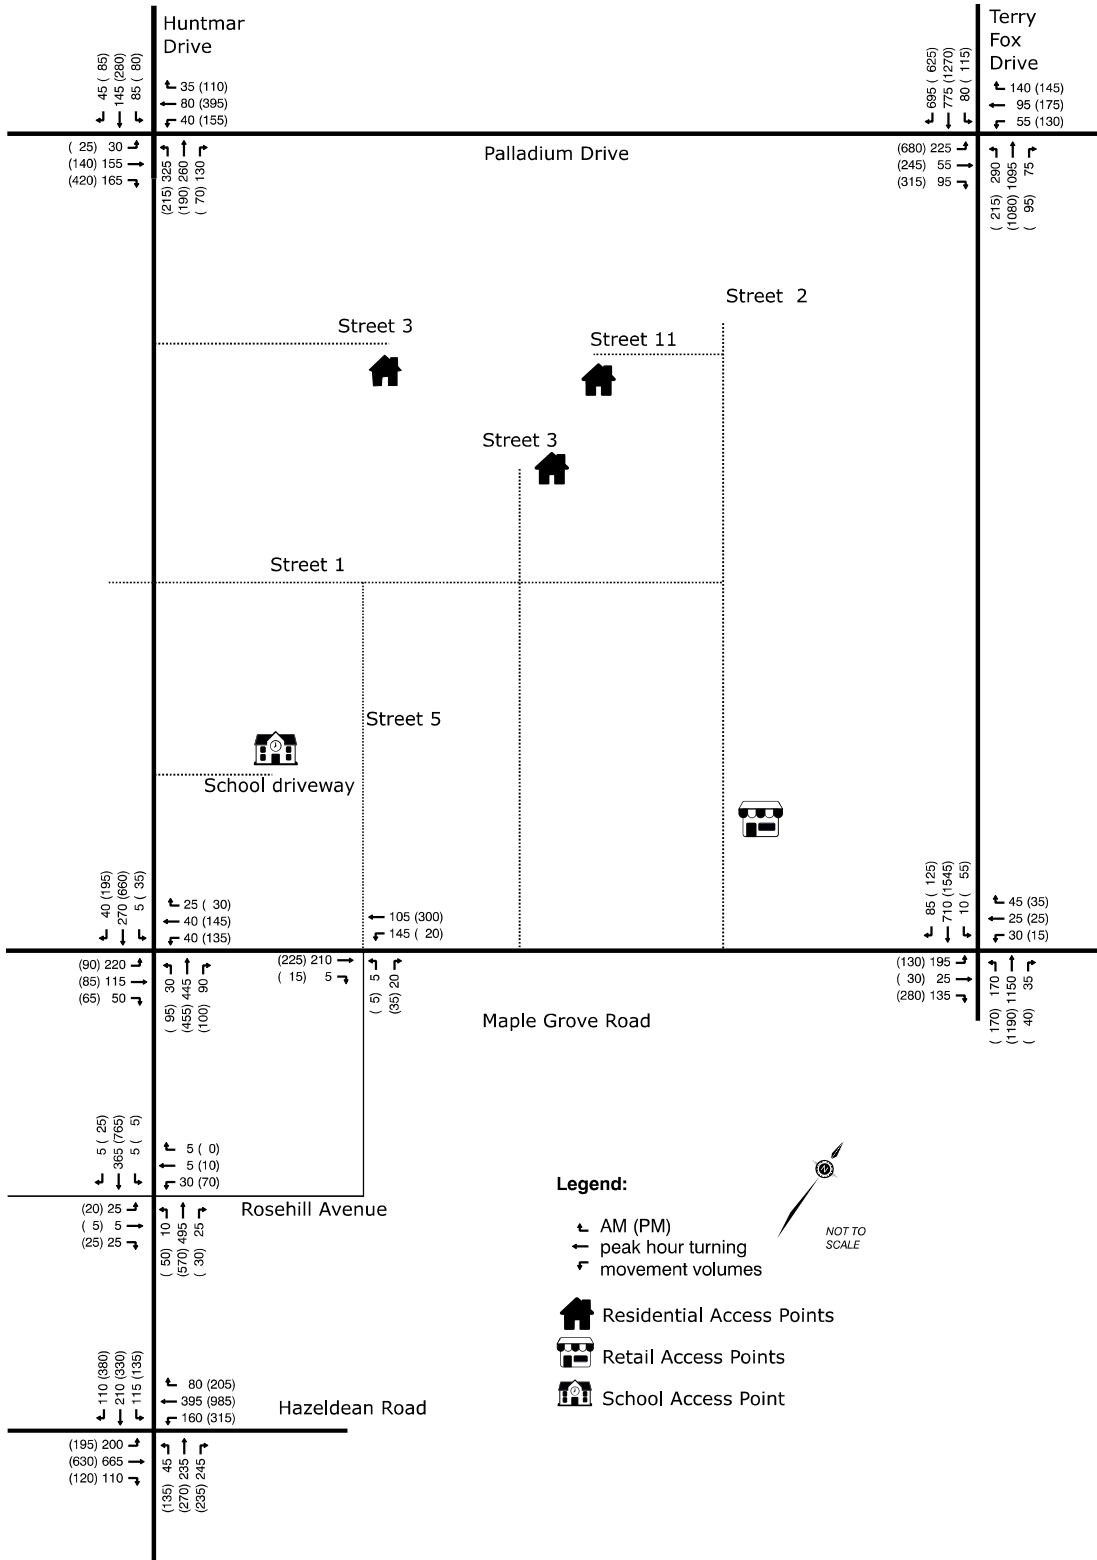 Huntmar
Drive
Terry
Fox
Drive
45 ( 85)
145 (280)
85 ( 80)
35 (110)
80 (395)
40 (155)
695 ( 625)
775 (1270)
80 ( 115)
140 (145)
95 (175)
55 (130)
( 25) 30
(140) 155
(420) 165
(215) 325
(190) 260
( 70) 130
Palladium Drive
(680) 225
(245) 55
(315) 95
( 215) 290
(1080) 1095
( 95) 75
Street 2
Street 3
Street 11
Street 3
Street 1
Street 5
School driveway
40 (195)
270 (660)
5 ( 35)
25 ( 30)
40 (145)
40 (135)
105 (300)
145 ( 20)
85 ( 125)
710 (1545)
10 ( 55)
45 (35)
25 (25)
30 (15)
(90) 220
(85) 115
(65) 50
( 95) 30
(455) 445
(100) 90
(225) 210
( 15) 5
( 5) 5
(35) 20
Maple Grove Road
(130) 195
( 30) 25
(280) 135
( 170) 170
(1190) 1150
( 40) 35
5 ( 25)
365 (765)
5 ( 5)
5 ( 0)
5 (10)
30 (70)
(20) 25
( 5) 5
(25) 25
( 50) 10
(570) 495
( 30) 25
Rosehill Avenue
Legend:
AM (PM)
peak hour turning
movement volumes
N
NOT TO
SCALE
Residential Access Points
Retail Access Points
School Access Point
110 (380)
210 (330)
115 (135)
80 (205)
395 (985)
160 (315)
Hazeldean Road
(195) 200
(630) 665
(120) 110
(135) 45
(270) 235
(235) 245